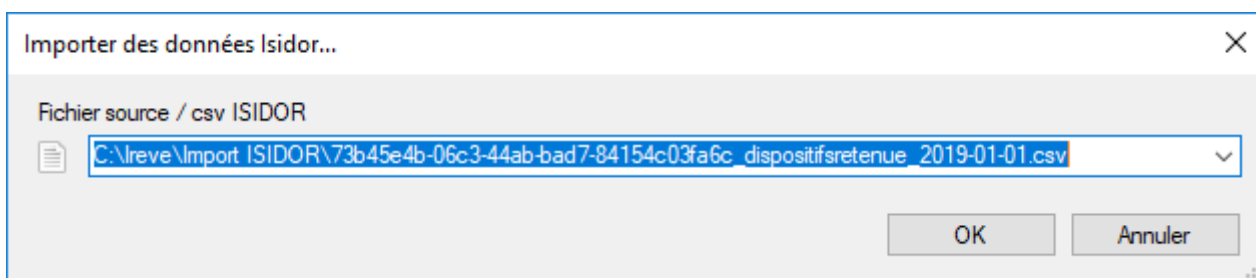 Importer des données Isidor...
Fichier source / csv ISIDOR
C:\Ireve\Import ISIDOR\73b45e4b-06c3-44ab-bad7-84154c03fa6c_dispositifsretenue_2019-01-01.csv
OK Annuler